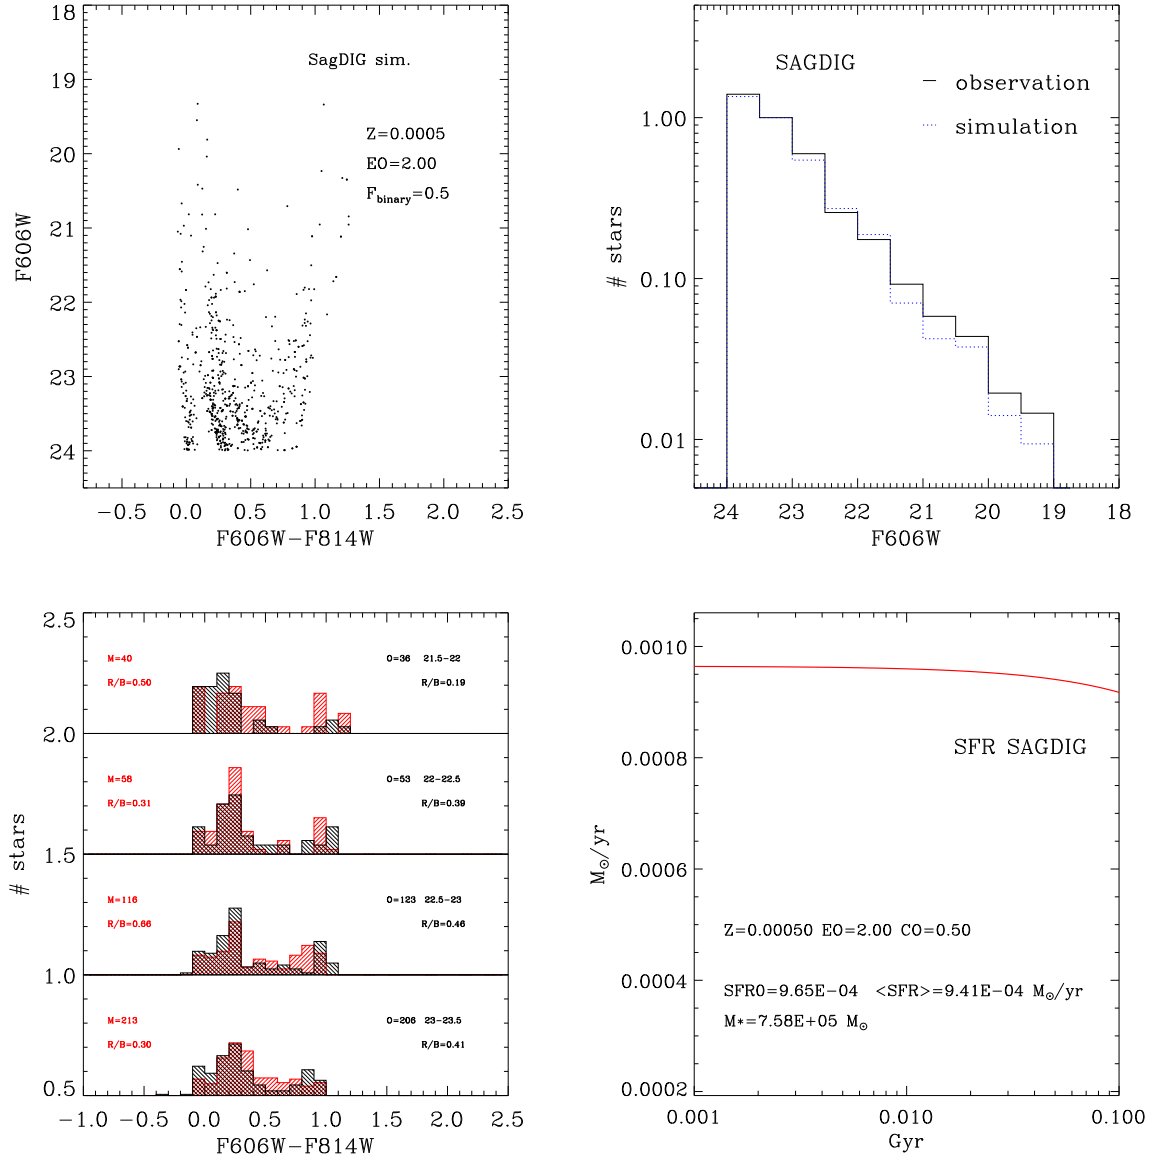 18
19
20
21
22
23
24
F606W
SagDIG sim.
Z=0.0005
EO=2.00
F_binary=0.5
−0.5 0.0 0.5 1.0 1.5 2.0 2.5
F606W−F814W
SAGDIG
observation
simulation
1.00
0.10
0.01
# stars
24 23 22 21 20 19 18
F606W
2.5
2.0
1.5
1.0
0.5
# stars
M=40 O=36 21.5−22
R/B=0.50 R/B=0.19
M=58 O=53 22−22.5
R/B=0.31 R/B=0.39
M=116 O=123 22.5−23
R/B=0.66 R/B=0.46
M=213 O=206 23−23.5
R/B=0.30 R/B=0.41
−1.0 −0.5 0.0 0.5 1.0 1.5 2.0 2.5
F606W−F814W
0.0010
0.0008
0.0006
0.0004
0.0002
M⊙/yr
SFR SAGDIG
Z=0.00050 EO=2.00 CO=0.50
SFR0=9.65E−04 <SFR>=9.41E−04 M⊙/yr
M*=7.58E+05 M⊙
0.001 0.010 0.100
Gyr